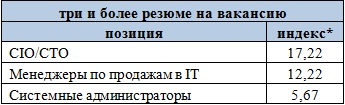 три и более резюме на вакансию
позиция индекс*
CIO/CTO 17,22
Менеджеры по продажам в IT 12,22
Системные администраторы 5,67